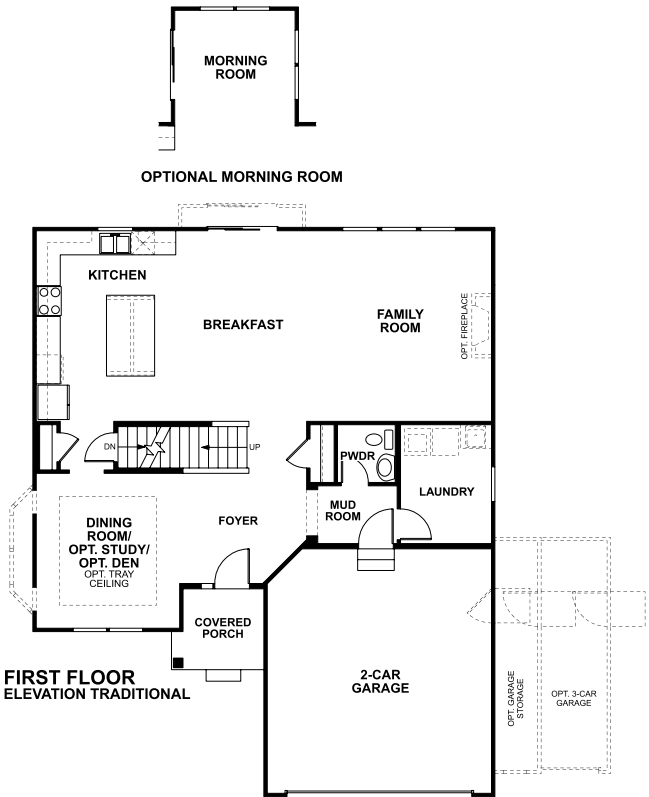 MORNING
ROOM
OPTIONAL MORNING ROOM
KITCHEN
BREAKFAST
FAMILY
ROOM
OPT. FIREPLACE
DN
UP
PWDR
LAUNDRY
MUD
ROOM
FOYER
DINING
ROOM/
OPT. STUDY/
OPT. DEN
OPT. TRAY
CEILING
COVERED
PORCH
FIRST FLOOR
ELEVATION TRADITIONAL
2-CAR
GARAGE
OPT. GARAGE
STORAGE
OPT. 3-CAR
GARAGE